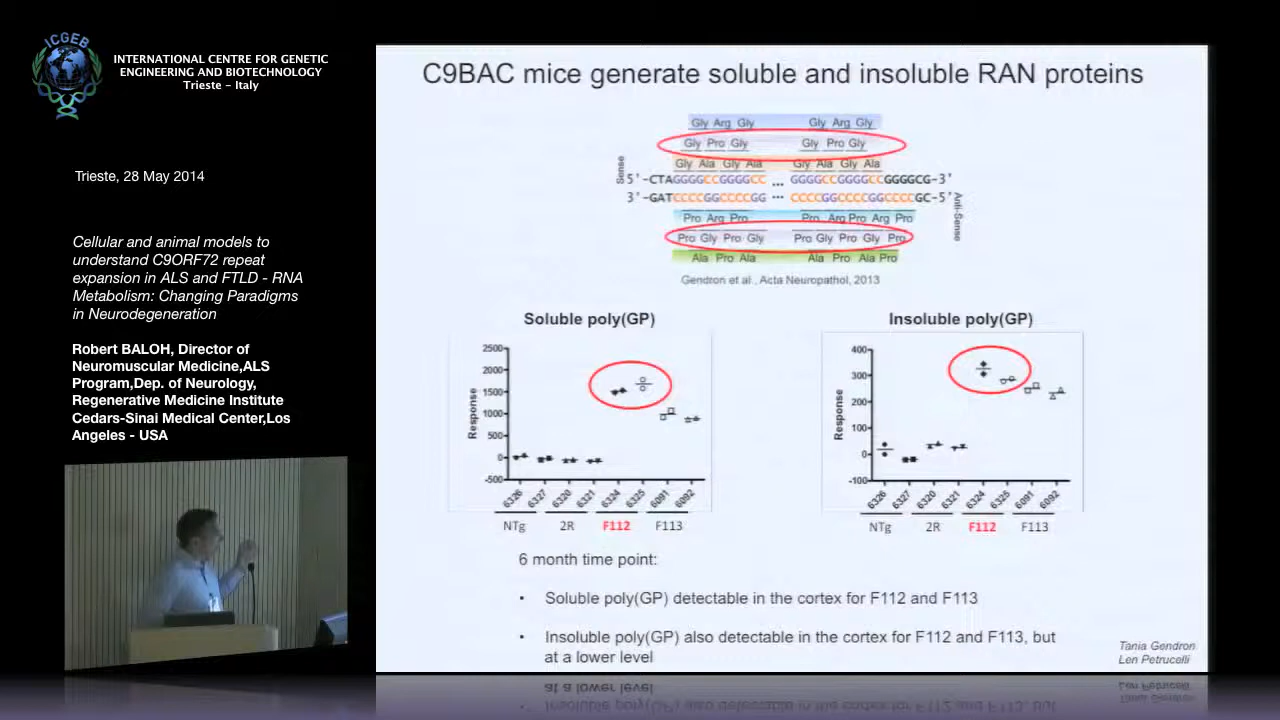 ICGEB
INTERNATIONAL CENTRE FOR GENETIC
ENGINEERING AND BIOTECHNOLOGY
Trieste - Italy
Trieste, 26 May 2014
Cellular and animal models to
understand C9ORF72 repeat
expansion in ALS and FTLD - RNA
Metabolism: Changing Paradigms
in Neurodegeneration
Robert BALOH, Director of
Neuromuscular Medicine,ALS
Program,Dep. of Neurology,
Regenerative Medicine Institute
Cedars-Sinai Medical Center,Los
Angeles - USA
C9BAC mice generate soluble and insoluble RAN proteins
Gly Arg Gly Gly Arg Gly
Gly Pro Gly Gly Pro Gly
Gly Ala Gly Ala Gly Ala Gly Ala
Sense
5'-CTAGGGGCCGGGGCC ... GGGGCCGGGGCCGGGGCG-3'
3'-GATCCCCGGCCCCGG ... CCCCGGCCCCGGCCCCGC-5'
Anti-Sense
Pro Arg Pro Pro Arg Pro Arg Pro
Pro Gly Pro Gly Pro Gly Pro Gly Pro
Ala Pro Ala Ala Pro Ala Pro
Gendron et al., Acta Neuropathol, 2013
Soluble poly(GP)
Response
2500
2000
1500
1000
500
0
-500
6326 6327 6320 6321 6324 6325 6091 6092
NTg 2R F112 F113
Insoluble poly(GP)
Response
400
300
200
100
0
-100
6326 6327 6320 6321 6324 6325 6091 6092
NTg 2R F112 F113
6 month time point:
• Soluble poly(GP) detectable in the cortex for F112 and F113
• Insoluble poly(GP) also detectable in the cortex for F112 and F113, but
at a lower level
Tania Gendron
Len Petrucelli